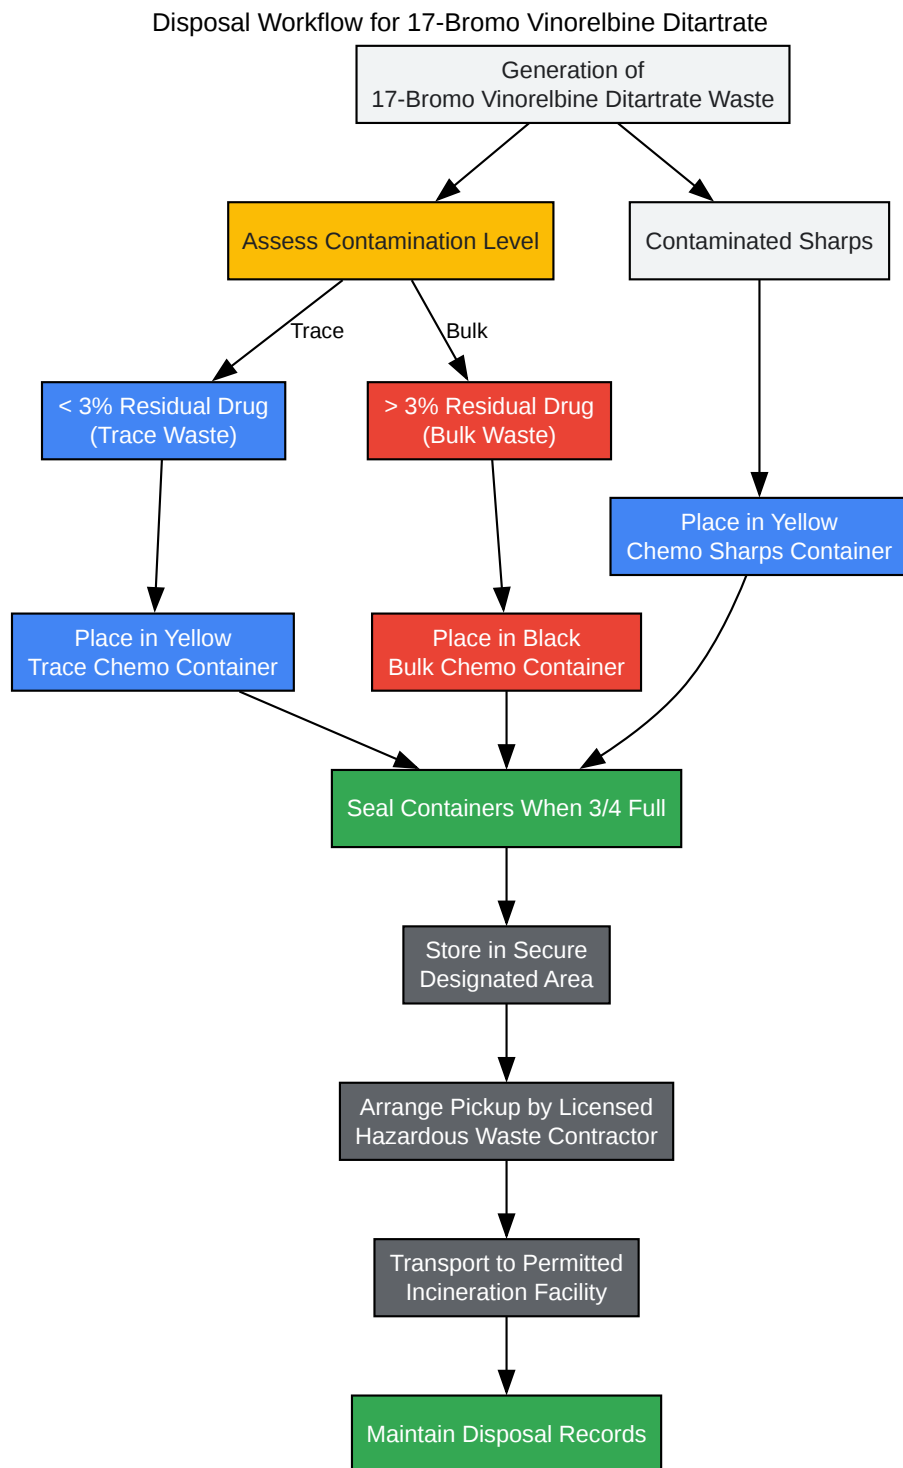 Disposal Workflow for 17-Bromo Vinorelbine Ditartrate
Generation of
17-Bromo Vinorelbine Ditartrate Waste
Assess Contamination Level
Contaminated Sharps
Trace
Bulk
< 3% Residual Drug
(Trace Waste)
> 3% Residual Drug
(Bulk Waste)
Place in Yellow
Chemo Sharps Container
Place in Yellow
Trace Chemo Container
Place in Black
Bulk Chemo Container
Seal Containers When 3/4 Full
Store in Secure
Designated Area
Arrange Pickup by Licensed
Hazardous Waste Contractor
Transport to Permitted
Incineration Facility
Maintain Disposal Records